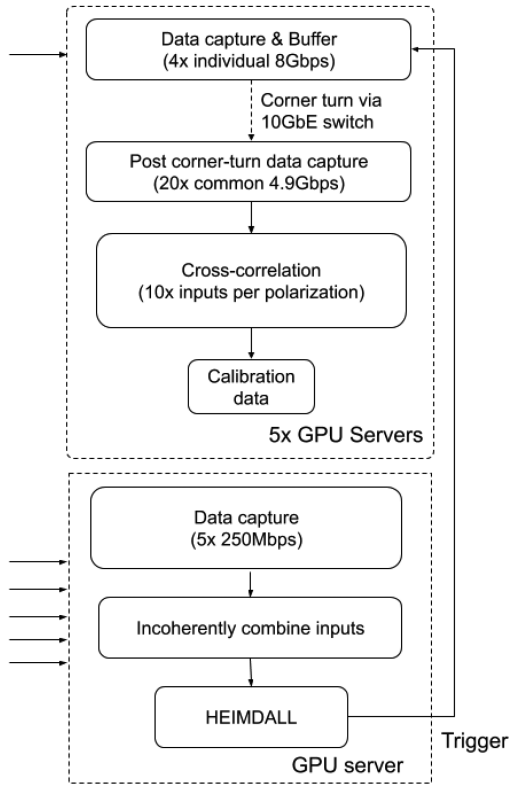 Data capture & Buffer
(4x individual 8Gbps)
Corner turn via
10GbE switch
Post corner-turn data capture
(20x common 4.9Gbps)
Cross-correlation
(10x inputs per polarization)
Calibration
data
5x GPU Servers
Data capture
(5x 250Mbps)
Incoherently combine inputs
HEIMDALL
Trigger
GPU server